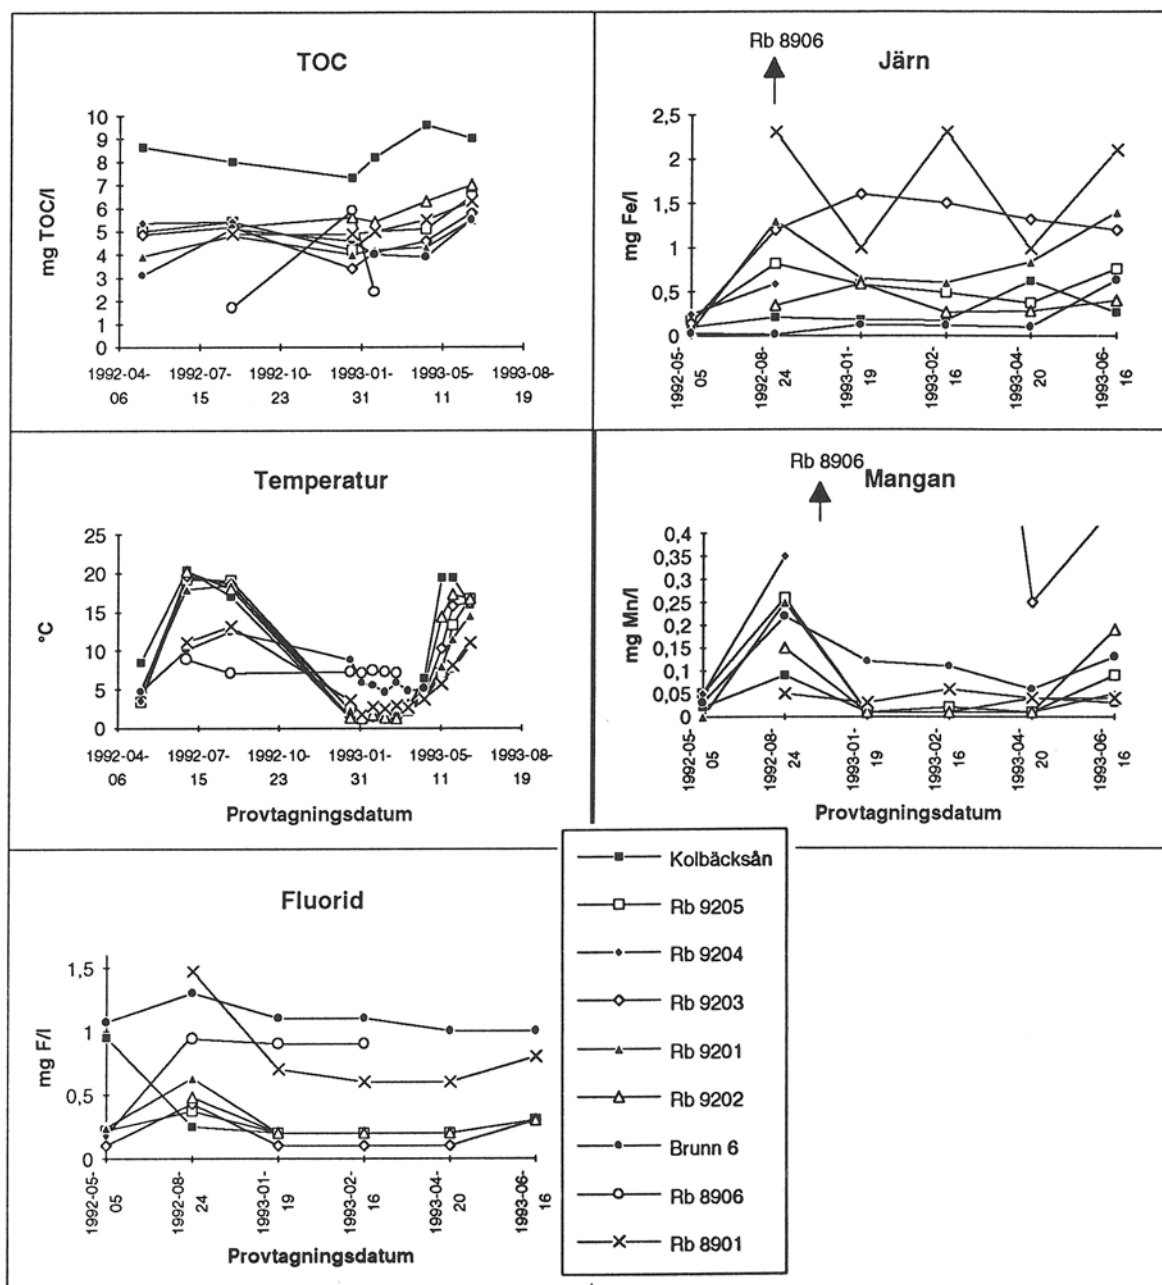 TOC
mg TOC/l
10
9
8
7
6
5
4
3
2
1
0
1992-04- 1992-07- 1992-10- 1993-01- 1993-05- 1993-08-
06 15 23 31 11 19
Rb 8906
Järn
mg Fe/l
2,5
2
1,5
1
0,5
0
1992-05-
05
1992-08-
24
1993-01-
19
1993-02-
16
1993-04-
20
1993-06-
16
Temperatur
°C
25
20
15
10
5
0
1992-04- 1992-07- 1992-10- 1993-01- 1993-05- 1993-08-
06 15 23 31 11 19
Provtagningsdatum
Rb 8906
Mangan
mg Mn/l
0,4
0,35
0,3
0,25
0,2
0,15
0,1
0,05
0
1992-05-
05
1992-08-
24
1993-01-
19
1993-02-
16
1993-04-
20
1993-06-
16
Provtagningsdatum
Fluorid
mg F/l
1,5
1
0,5
0
1992-05-
05
1992-08-
24
1993-01-
19
1993-02-
16
1993-04-
20
1993-06-
16
Provtagningsdatum
Kolbäcksån
Rb 9205
Rb 9204
Rb 9203
Rb 9201
Rb 9202
Brunn 6
Rb 8906
Rb 8901